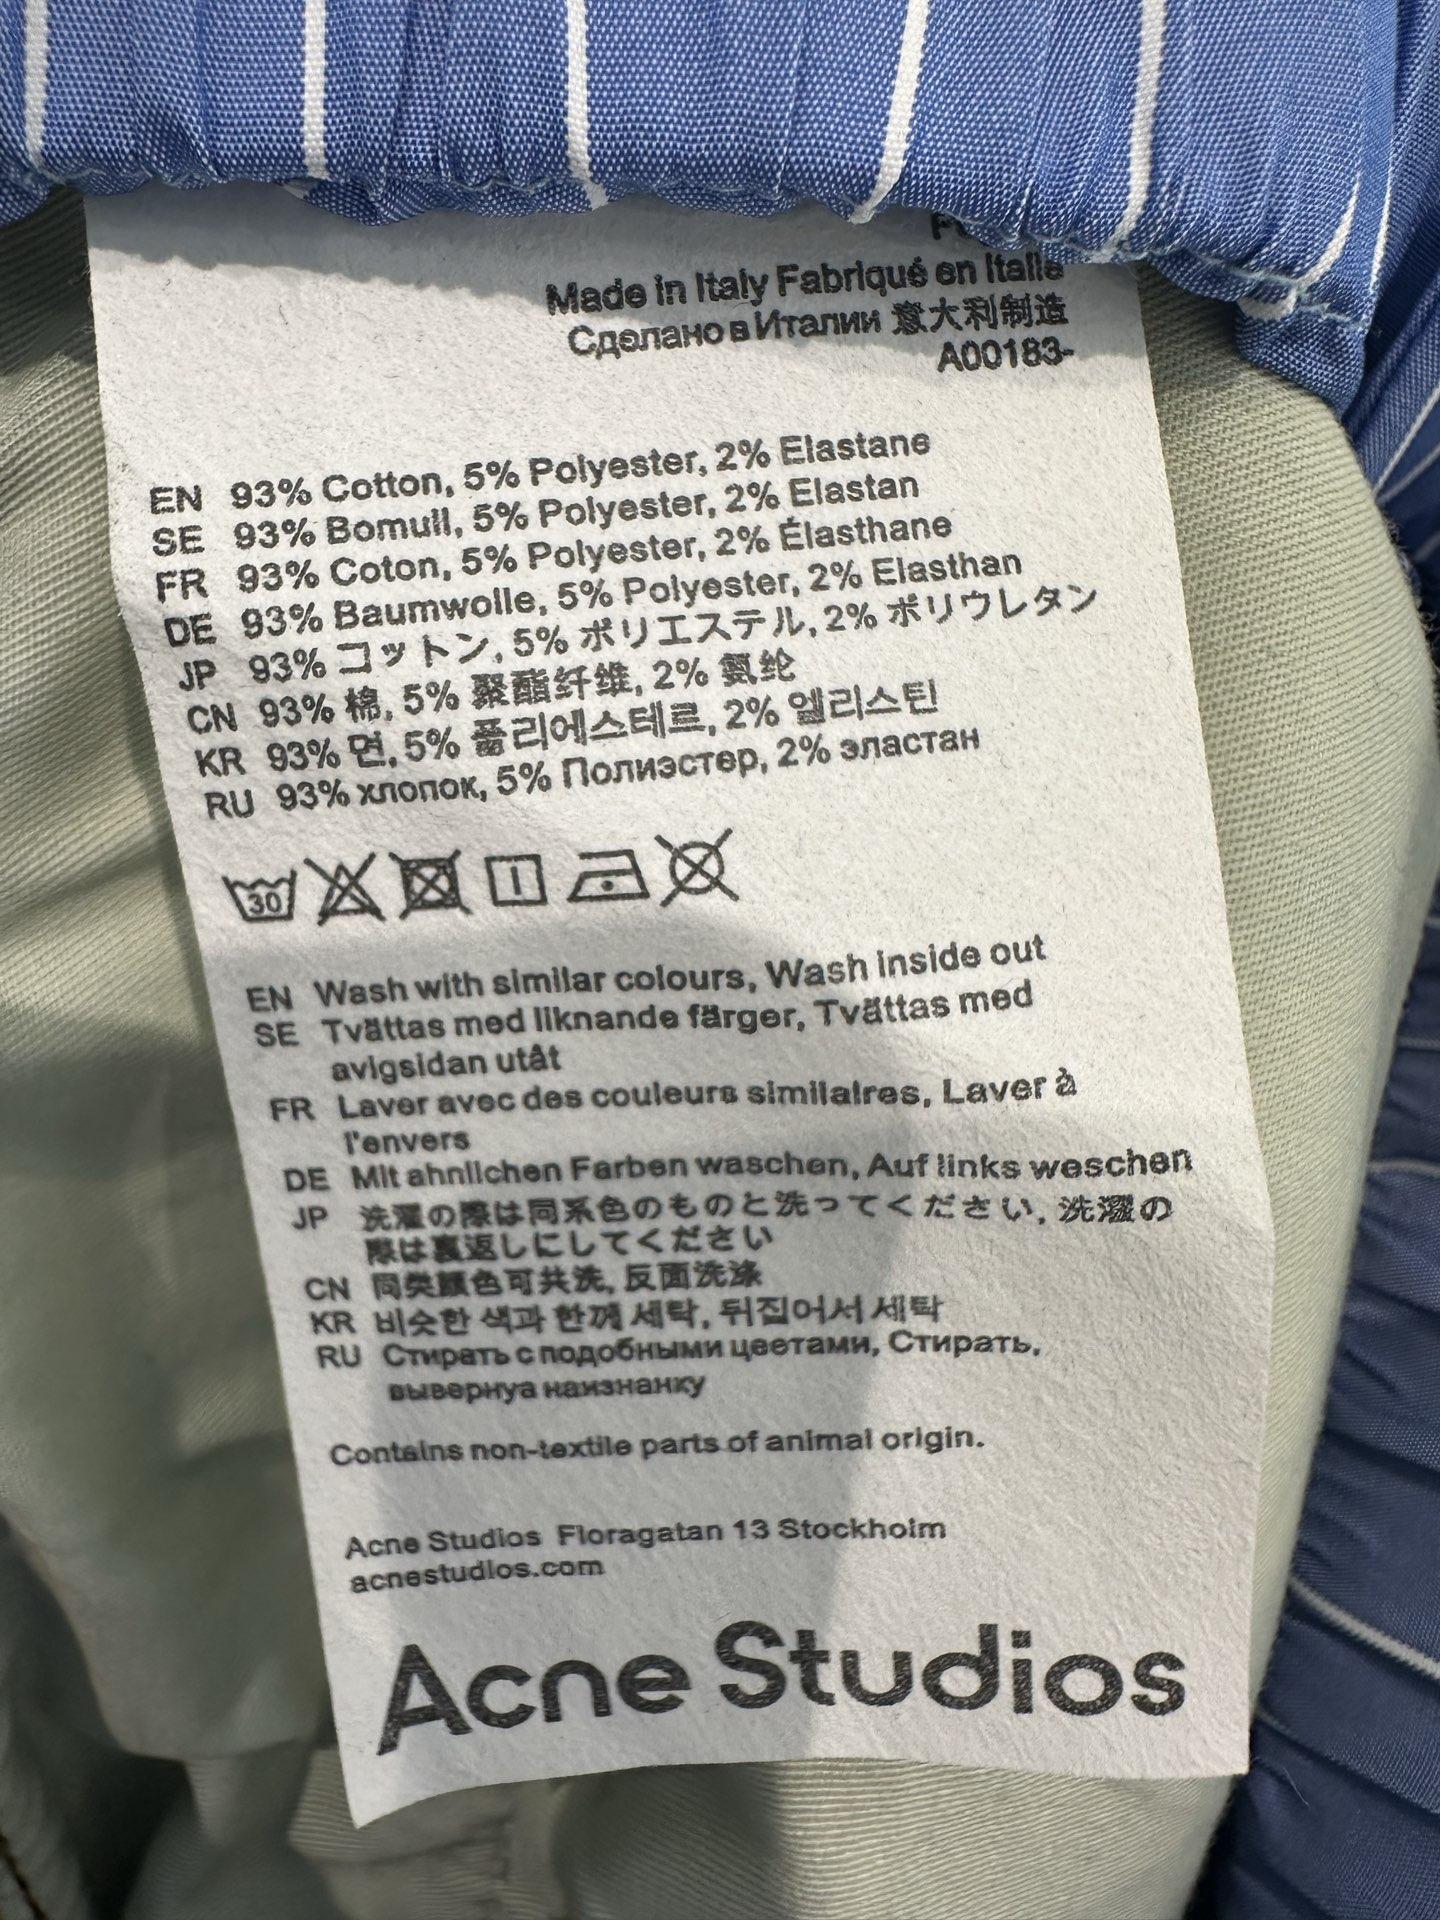 Made in Italy Fabriqué en Italie
Сделано в Италии 意大利制造
A00183-
EN 93% Cotton, 5% Polyester, 2% Elastane
SE 93% Bomull, 5% Polyester, 2% Elastan
FR 93% Coton, 5% Polyester, 2% Élasthane
DE 93% Baumwolle, 5% Polyester, 2% Elasthan
JP 93% コットン, 5% ポリエステル, 2% ポリウレタン
CN 93% 棉, 5% 聚酯纤维, 2% 氨纶
KR 93% 면, 5% 폴리에스테르, 2% 엘리스틴
RU 93% хлопок, 5% Полиэстер, 2% эластан
30
EN Wash with similar colours, Wash inside out
SE Tvättas med liknande färger, Tvättas med
avigsidan utåt
FR Laver avec des couleurs similaires, Laver à
l'envers
DE Mit ahnlichen Farben waschen, Auf links weschen
JP 洗濯の際は同系色のものと洗ってください, 洗濯の
際は裏返しにしてください
CN 同类颜色可共洗, 反面洗涤
KR 비슷한 색과 한께 세탁, 뒤집어서 세탁
RU Стирать с подобными цветами, Стирать,
вывернуа наизнанку
Contains non-textile parts of animal origin.
Acne Studios Floragatan 13 Stockholm
acnestudios.com
Acne Studios